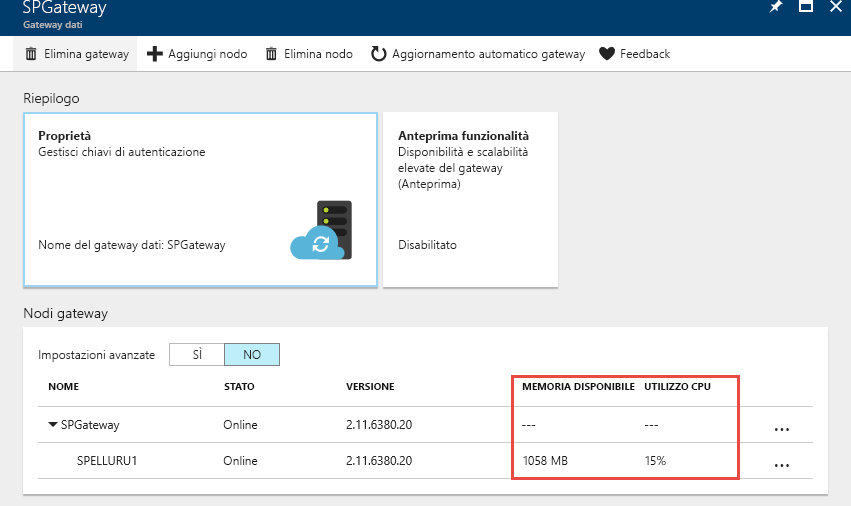 SPGateway
Gateway dati
Elimina gateway Aggiungi nodo Elimina nodo Aggiornamento automatico gateway Feedback
Riepilogo
Proprietà
Gestisci chiavi di autenticazione
Nome del gateway dati: SPGateway
Anteprima funzionalità
Disponibilità e scalabilità
elevate del gateway
(Anteprima)
Disabilitato
Nodi gateway
Impostazioni avanzate SÌ NO
NOME STATO VERSIONE MEMORIA DISPONIBILE UTILIZZO CPU
SPGateway Online 2.11.6380.20 --- --- ...
SPELLURU1 Online 2.11.6380.20 1058 MB 15% ...